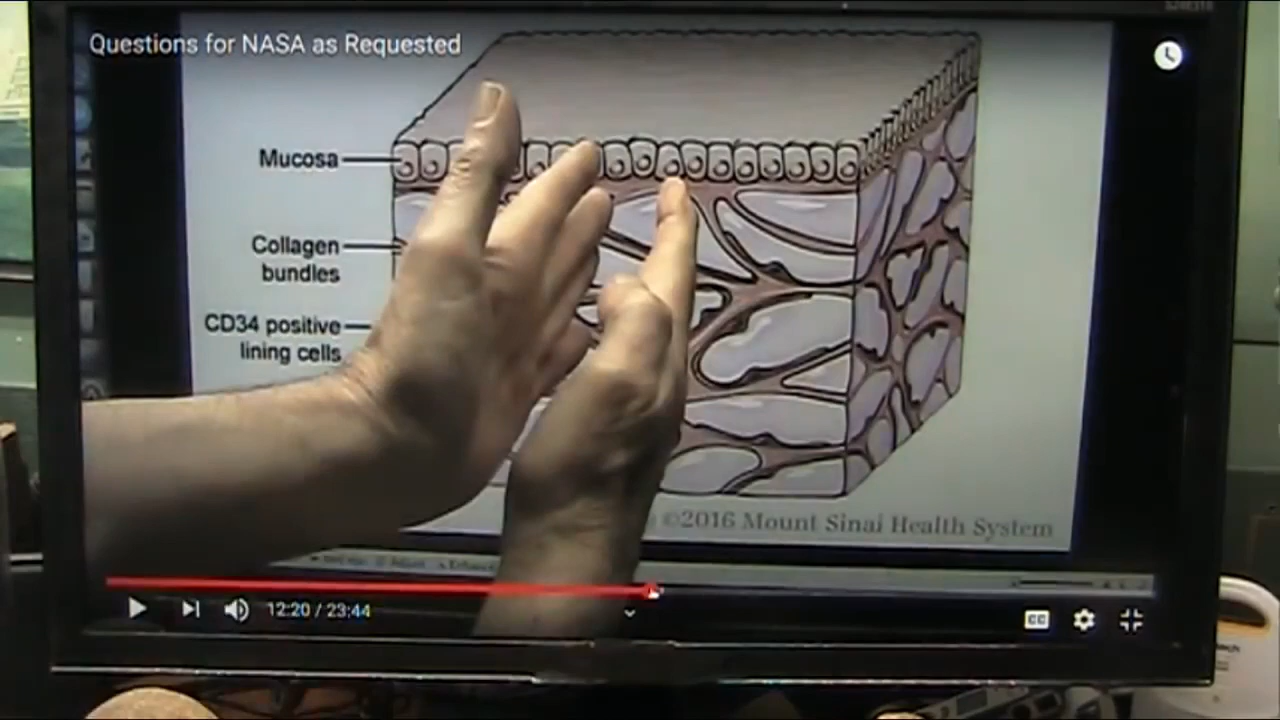 Questions for NASA as Requested
Mucosa
Collagen
bundles
CD34 positive
lining cells
©2016 Mount Sinai Health System
12:20 / 23:44
CC